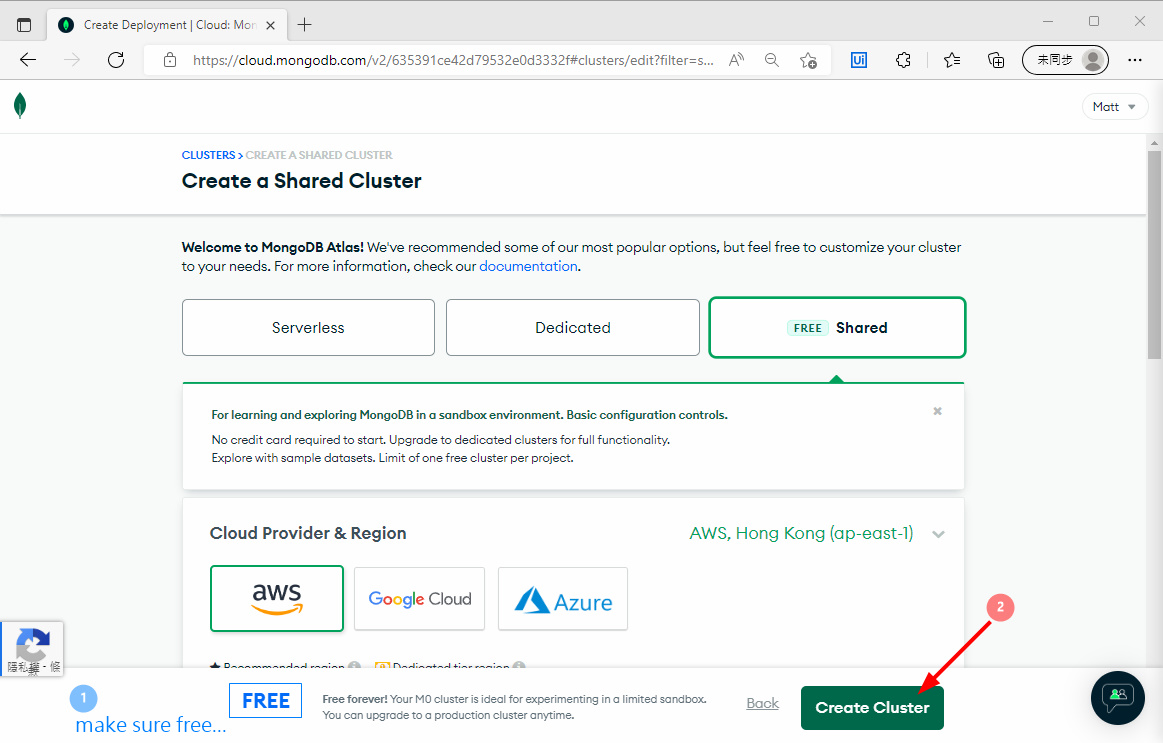 Create Deployment | Cloud: Mon
https://cloud.mongodb.com/v2/635391ce42d79532e0d3332f#clusters/edit?filter=s...
Ui
未同步
Matt
CLUSTERS > CREATE A SHARED CLUSTER
Create a Shared Cluster
Welcome to MongoDB Atlas! We've recommended some of our most popular options, but feel free to customize your cluster
to your needs. For more information, check our documentation.
Serverless
Dedicated
FREE Shared
For learning and exploring MongoDB in a sandbox environment. Basic configuration controls.
No credit card required to start. Upgrade to dedicated clusters for full functionality.
Explore with sample datasets. Limit of one free cluster per project.
Cloud Provider & Region
AWS, Hong Kong (ap-east-1)
aws
Google Cloud
Azure
2
Recommended region
Dedicated tier region
隱私權 - 條款
1
make sure free...
FREE
Free forever! Your M0 cluster is ideal for experimenting in a limited sandbox.
You can upgrade to a production cluster anytime.
Back
Create Cluster